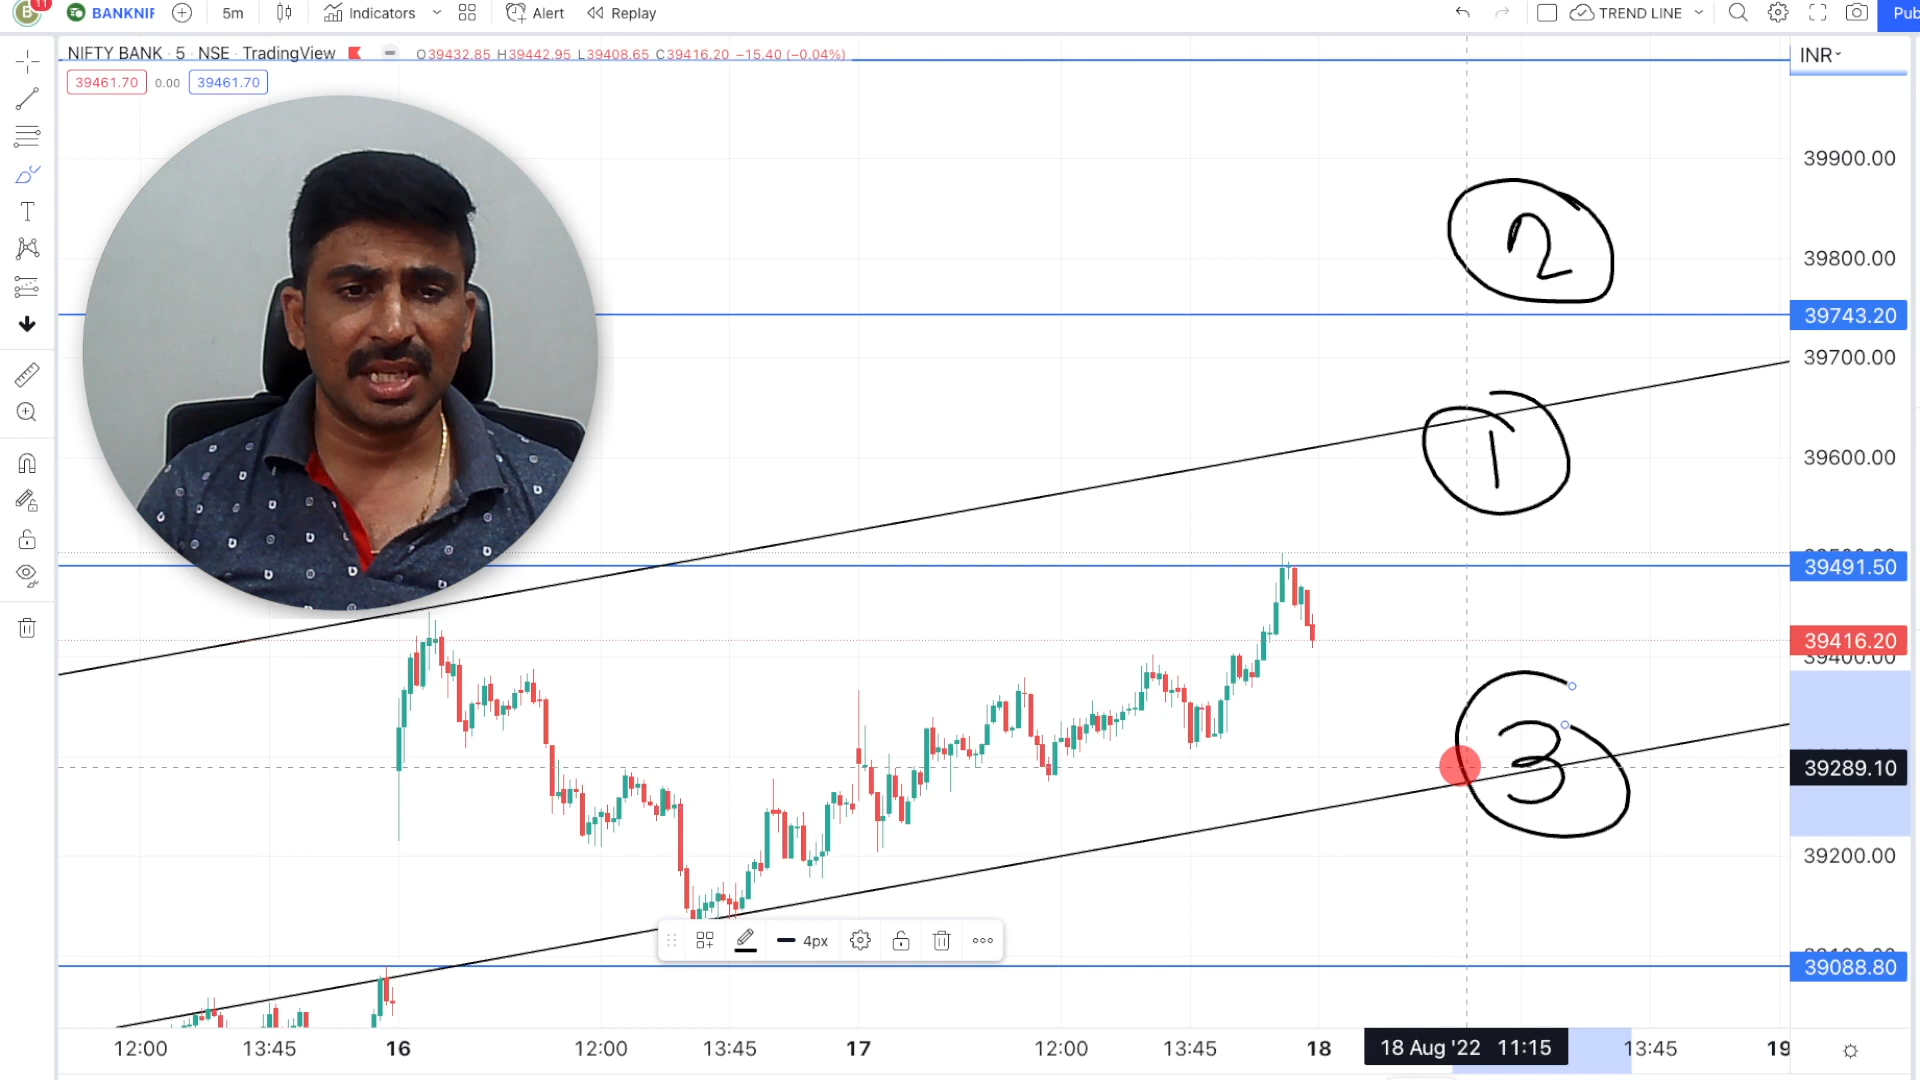 B 11 BANKNIF 5m Indicators Alert Replay TREND LINE Pub
NIFTY BANK · 5 · NSE · TradingView O39432.85 H39442.95 L39408.65 C39416.20 −15.40 (−0.04%) INR
39461.70 0.00 39461.70
39900.00
2
39800.00
39743.20
39700.00
1
39600.00
39491.50
39416.20
39400.00
3
39289.10
39200.00
4px
39088.80
12:00 13:45 16 12:00 13:45 17 12:00 13:45 18 18 Aug '22 11:15 13:45 19